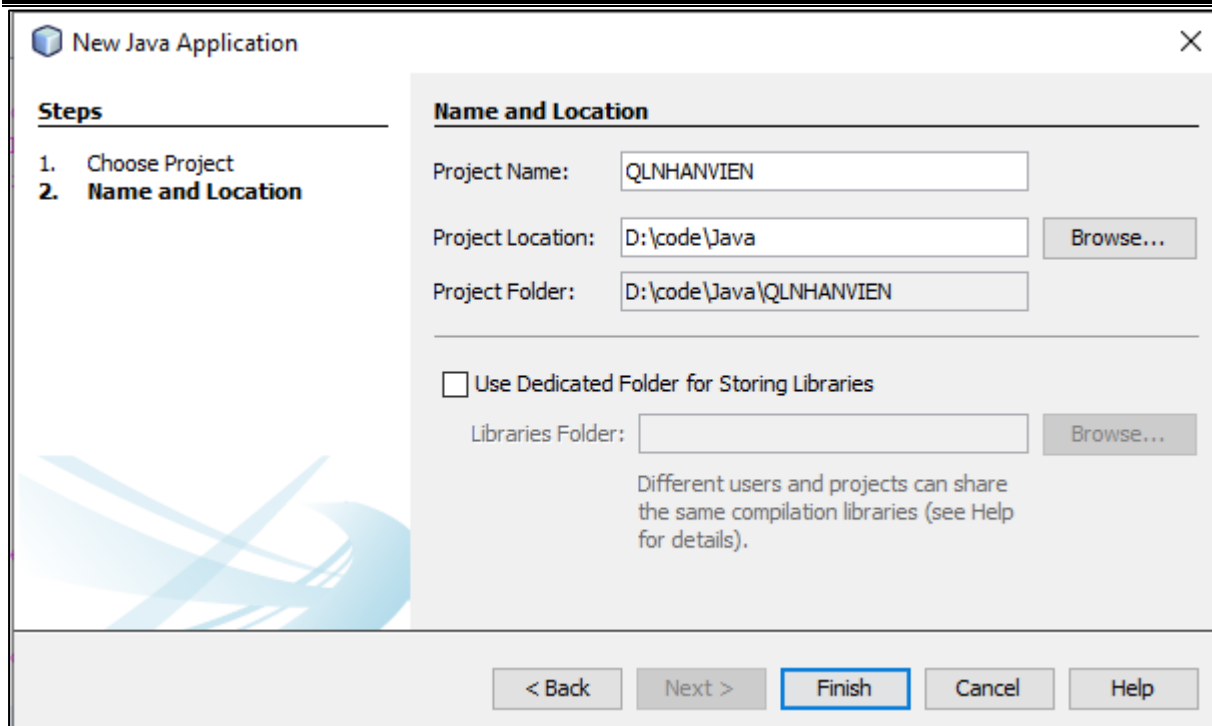 New Java Application
Steps
1. Choose Project
2. Name and Location
Name and Location
Project Name: QLNHANVIEN
Project Location: D:\code\Java Browse...
Project Folder: D:\code\Java\QLNHANVIEN
Use Dedicated Folder for Storing Libraries
Libraries Folder: Browse...
Different users and projects can share
the same compilation libraries (see Help
for details).
< Back Next > Finish Cancel Help